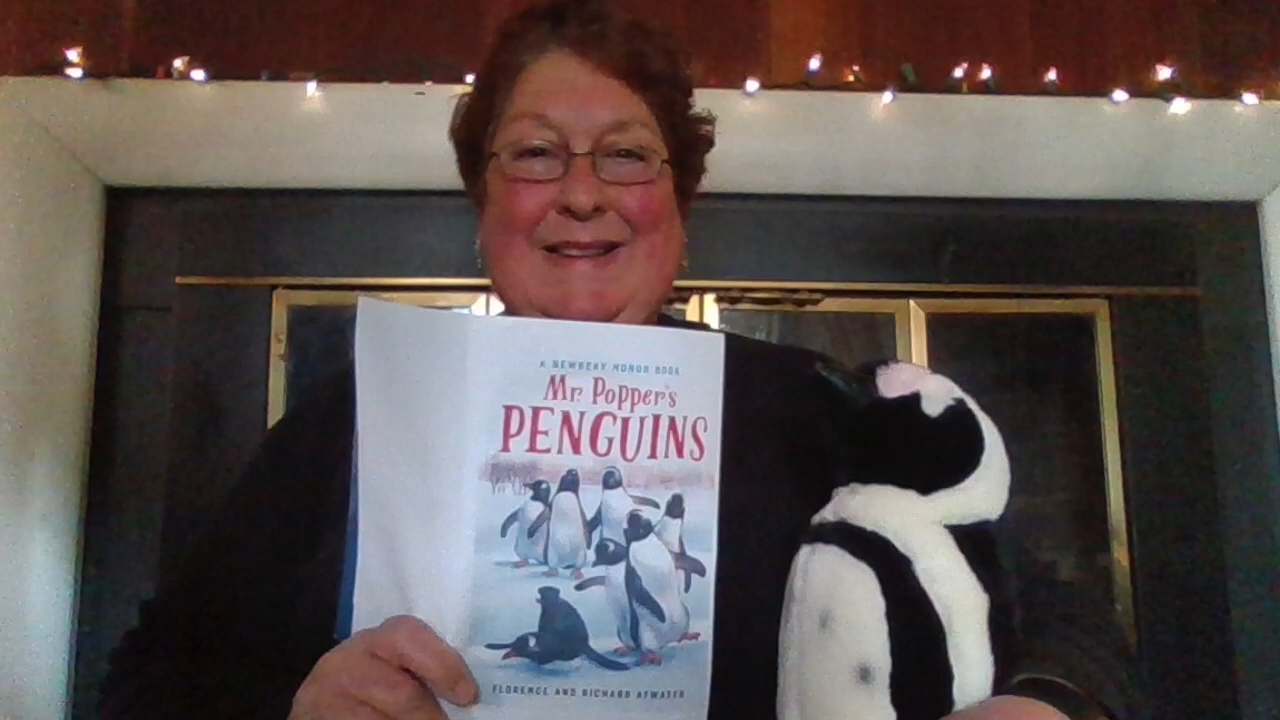 A NEWBERY HONOR BOOK
Mr. Popper's
PENGUINS
FLORENCE AND RICHARD ATWATER